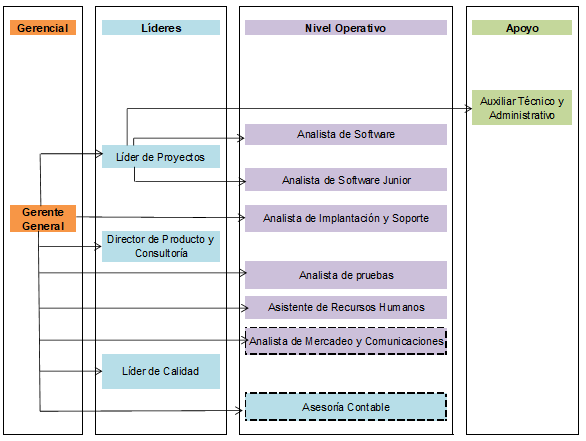 Gerencial
Líderes
Nivel Operativo
Apoyo
Auxiliar Técnico y
Administrativo
Analista de Software
Líder de Proyectos
Analista de Software Junior
Gerente
General
Analista de Implantación y Soporte
Director de Producto y
Consultoría
Analista de pruebas
Asistente de Recursos Humanos
Analista de Mercadeo y Comunicaciones
Líder de Calidad
Asesoría Contable